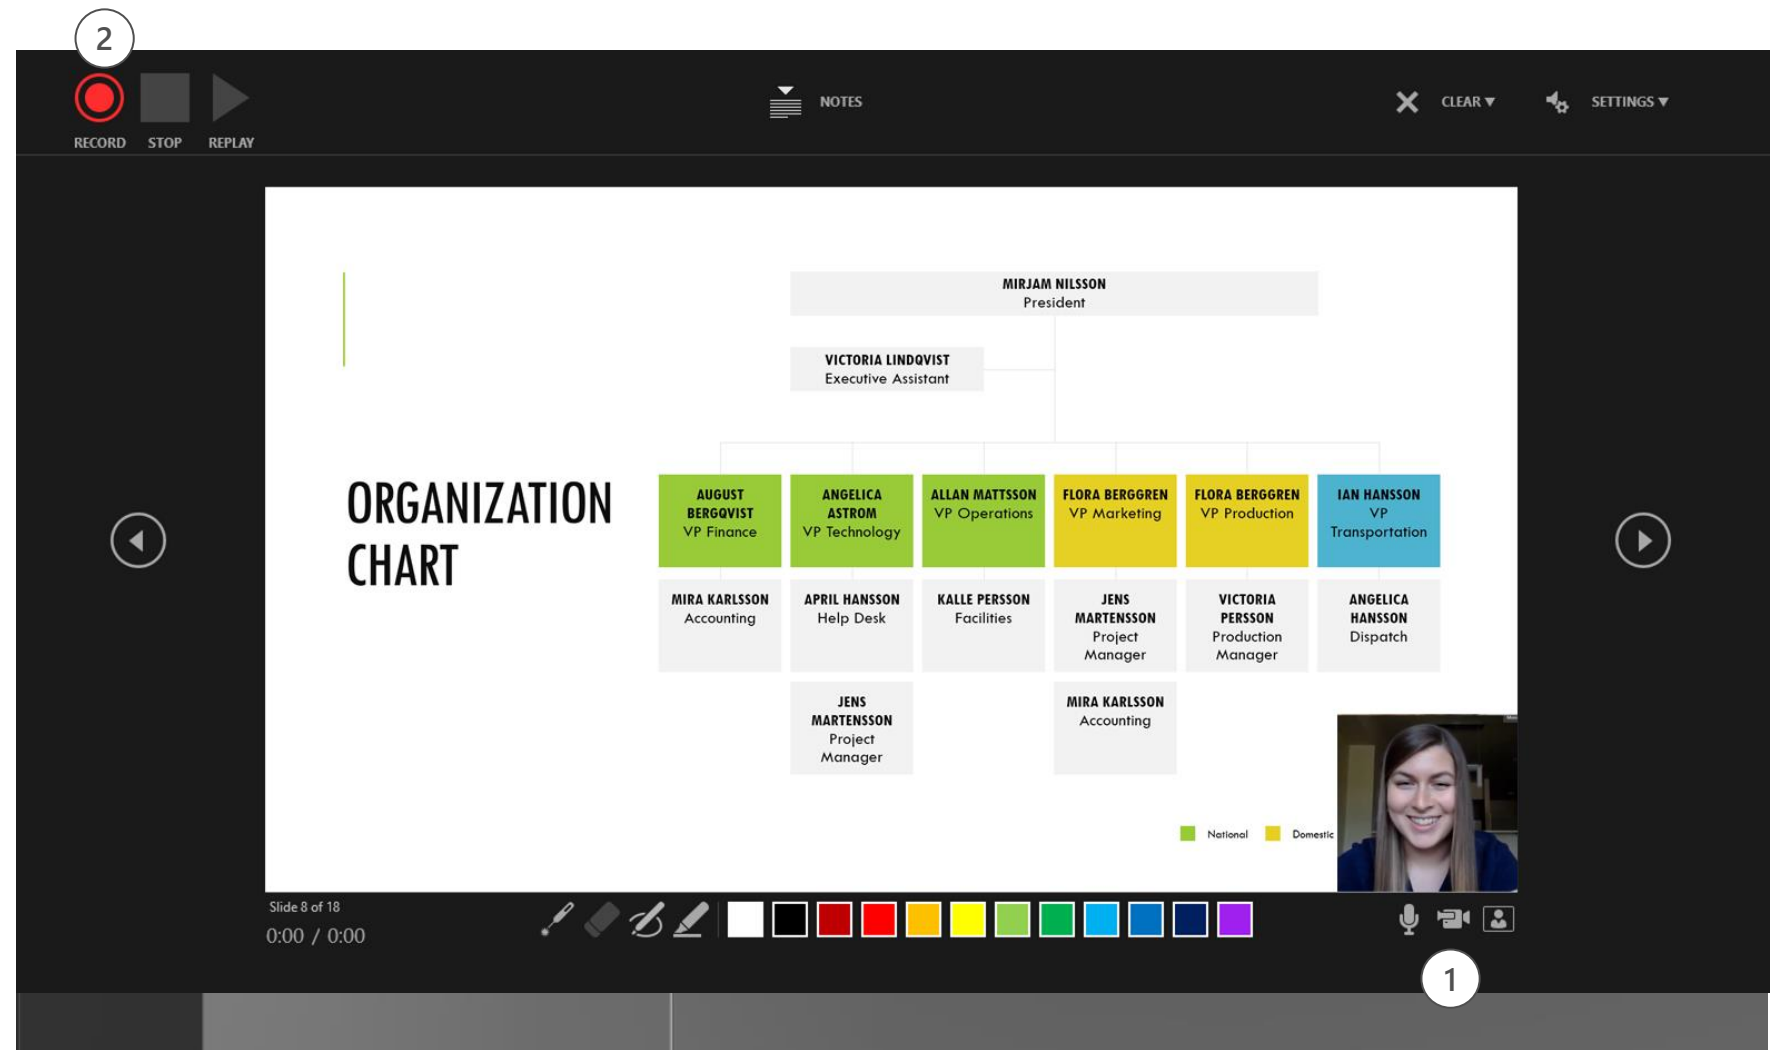 2
RECORD STOP REPLAY
NOTES
CLEAR
SETTINGS
MIRJAM NILSSON
President
VICTORIA LINDQVIST
Executive Assistant
ORGANIZATION
CHART
AUGUST
BERGQVIST
VP Finance
ANGELICA
ASTROM
VP Technology
ALLAN MATTSSON
VP Operations
FLORA BERGGREN
VP Marketing
FLORA BERGGREN
VP Production
IAN HANSSON
VP
Transportation
MIRA KARLSSON
Accounting
APRIL HANSSON
Help Desk
KALLE PERSSON
Facilities
JENS
MARTENSSON
Project
Manager
VICTORIA
PERSSON
Production
Manager
ANGELICA
HANSSON
Dispatch
JENS
MARTENSSON
Project
Manager
MIRA KARLSSON
Accounting
National
Domestic
Slide 8 of 18
0:00 / 0:00
1